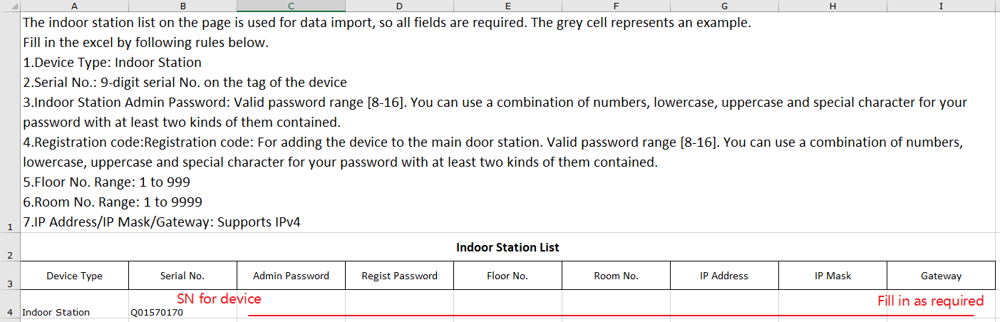 A B C D E F G H I
The indoor station list on the page is used for data import, so all fields are required. The grey cell represents an example.
Fill in the excel by following rules below.
1.Device Type: Indoor Station
2.Serial No.: 9-digit serial No. on the tag of the device
3.Indoor Station Admin Password: Valid password range [8-16]. You can use a combination of numbers, lowercase, uppercase and special character for your
password with at least two kinds of them contained.
4.Registration code:Registration code: For adding the device to the main door station. Valid password range [8-16]. You can use a combination of numbers,
lowercase, uppercase and special character for your password with at least two kinds of them contained.
5.Floor No. Range: 1 to 999
6.Room No. Range: 1 to 9999
1 7.IP Address/IP Mask/Gateway: Supports IPv4
2 Indoor Station List
3 Device Type Serial No. Admin Password Regist Password Floor No. Room No. IP Address IP Mask Gateway
SN for device Fill in as required
4 Indoor Station Q01570170